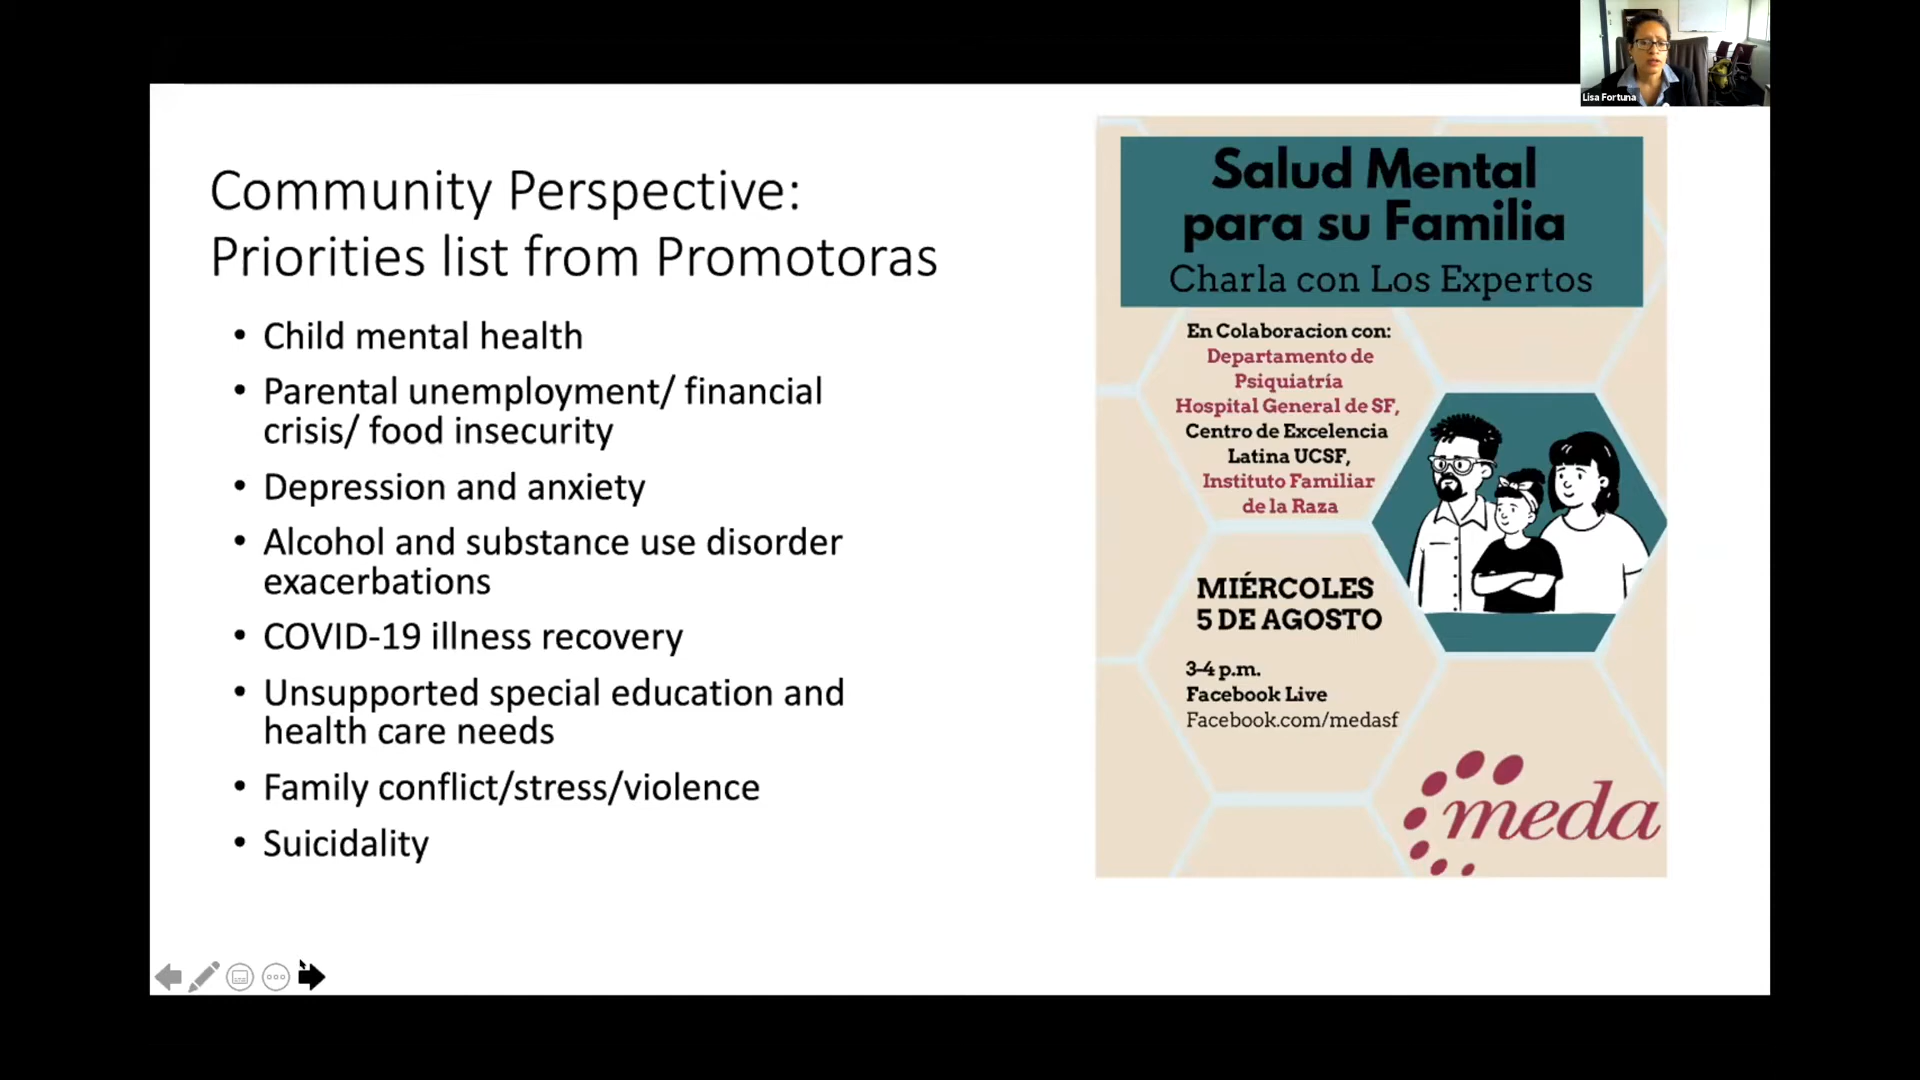 Lisa Fortuna
Community Perspective:
Priorities list from Promotoras
• Child mental health
• Parental unemployment/ financial
crisis/ food insecurity
• Depression and anxiety
• Alcohol and substance use disorder
exacerbations
• COVID-19 illness recovery
• Unsupported special education and
health care needs
• Family conflict/stress/violence
• Suicidality
Salud Mental
para su Familia
Charla con Los Expertos
En Colaboracion con:
Departamento de
Psiquiatría
Hospital General de SF,
Centro de Excelencia
Latina UCSF,
Instituto Familiar
de la Raza
MIÉRCOLES
5 DE AGOSTO
3-4 p.m.
Facebook Live
Facebook.com/medasf
meda